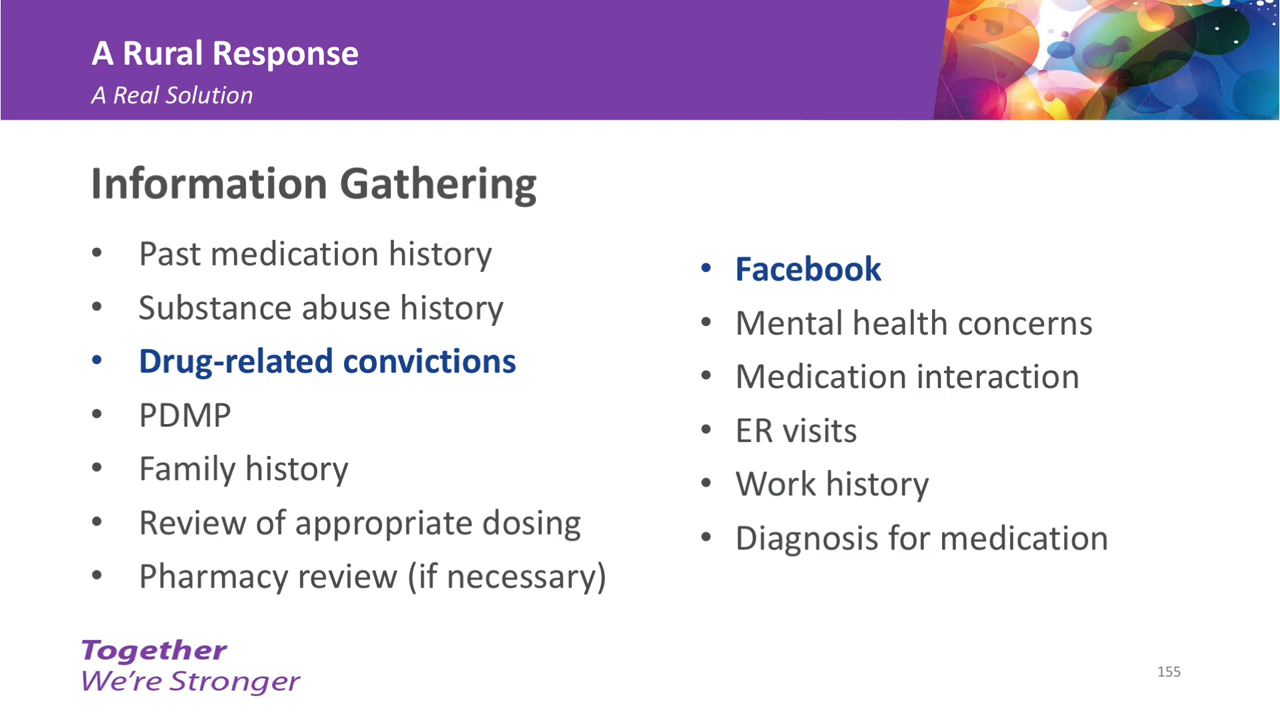 A Rural Response
A Real Solution
Information Gathering
• Past medication history
• Substance abuse history
• Drug-related convictions
• PDMP
• Family history
• Review of appropriate dosing
• Pharmacy review (if necessary)
• Facebook
• Mental health concerns
• Medication interaction
• ER visits
• Work history
• Diagnosis for medication
Together
We're Stronger
155